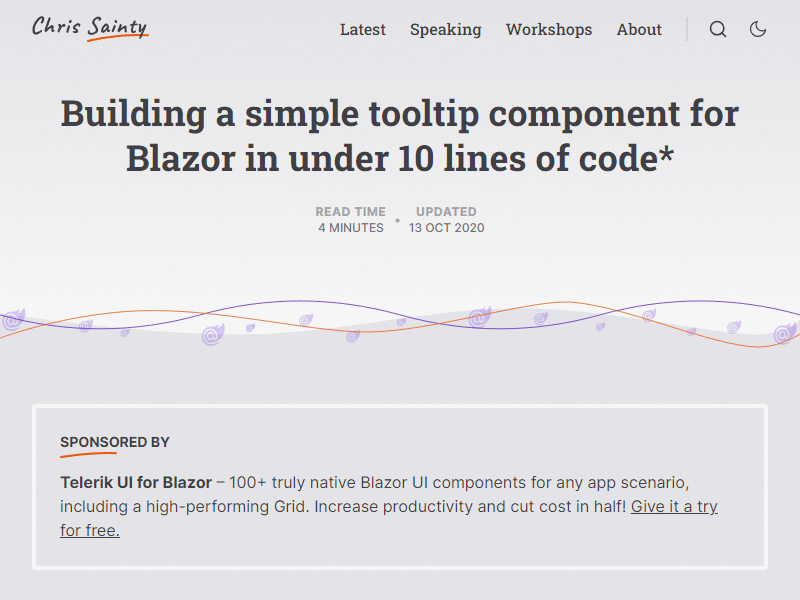 Chris Sainty
Latest Speaking Workshops About
Building a simple tooltip component for
Blazor in under 10 lines of code*
READ TIME UPDATED
4 MINUTES 13 OCT 2020
SPONSORED BY
Telerik UI for Blazor – 100+ truly native Blazor UI components for any app scenario,
including a high-performing Grid. Increase productivity and cut cost in half! Give it a try
for free.